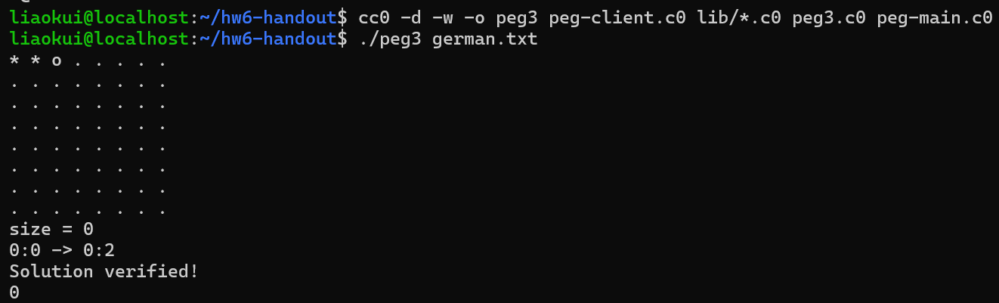 liaokui@localhost:~/hw6-handout$ cc0 -d -w -o peg3 peg-client.c0 lib/*.c0 peg3.c0 peg-main.c0
liaokui@localhost:~/hw6-handout$ ./peg3 german.txt
* * o . . . . .
. . . . . . . .
. . . . . . . .
. . . . . . . .
. . . . . . . .
. . . . . . . .
. . . . . . . .
. . . . . . . .
size = 0
0:0 -> 0:2
Solution verified!
0